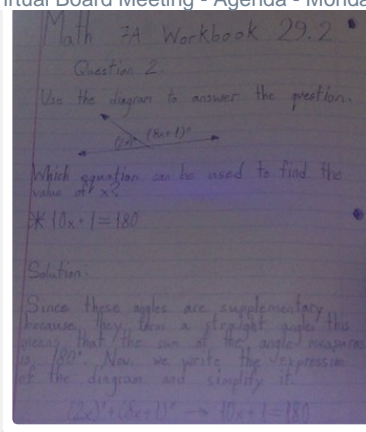 irtual Board Meeting - Agenda - Monda
Math 7A Workbook 29.2
Question 2
Use the diagram to answer the question.
(2x)° (8x+1)°
Which equation can be used to find the
value of x?
* 10x+1=180
Solution.
Since these angles are supplementary
because they form a straight angle, this
means that the sum of the angle measures
is 180°. Now we write the expression
of the diagram and simplify it.
(2x)°+(8x+1)° → 10x+1=180